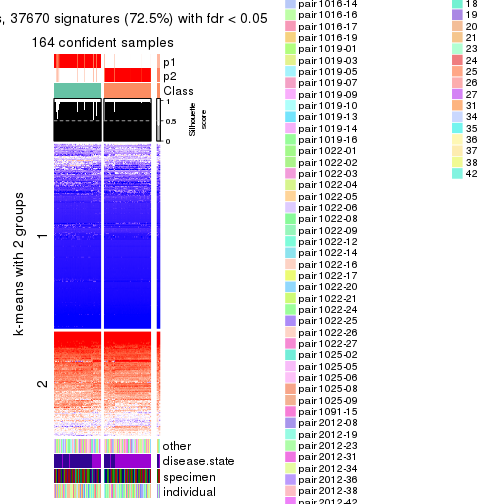 , 37670 signatures (72.5%) with fdr < 0.05
164 confident samples
p1
p2
Class
1
0.5
0
Silhouette
score
k-means with 2 groups
1
2
other
disease.state
specimen
individual
pair1016-14
pair1016-16
pair1016-17
pair1016-19
pair1019-01
pair1019-03
pair1019-05
pair1019-07
pair1019-09
pair1019-10
pair1019-13
pair1019-14
pair1019-16
pair1022-01
pair1022-02
pair1022-03
pair1022-04
pair1022-05
pair1022-06
pair1022-08
pair1022-09
pair1022-12
pair1022-14
pair1022-16
pair1022-17
pair1022-20
pair1022-21
pair1022-24
pair1022-25
pair1022-26
pair1022-27
pair1025-02
pair1025-05
pair1025-06
pair1025-08
pair1025-09
pair1091-15
pair2012-08
pair2012-19
pair2012-23
pair2012-31
pair2012-34
pair2012-36
pair2012-38
pair2012-42
18
19
20
21
23
24
25
26
27
31
34
35
36
37
38
42